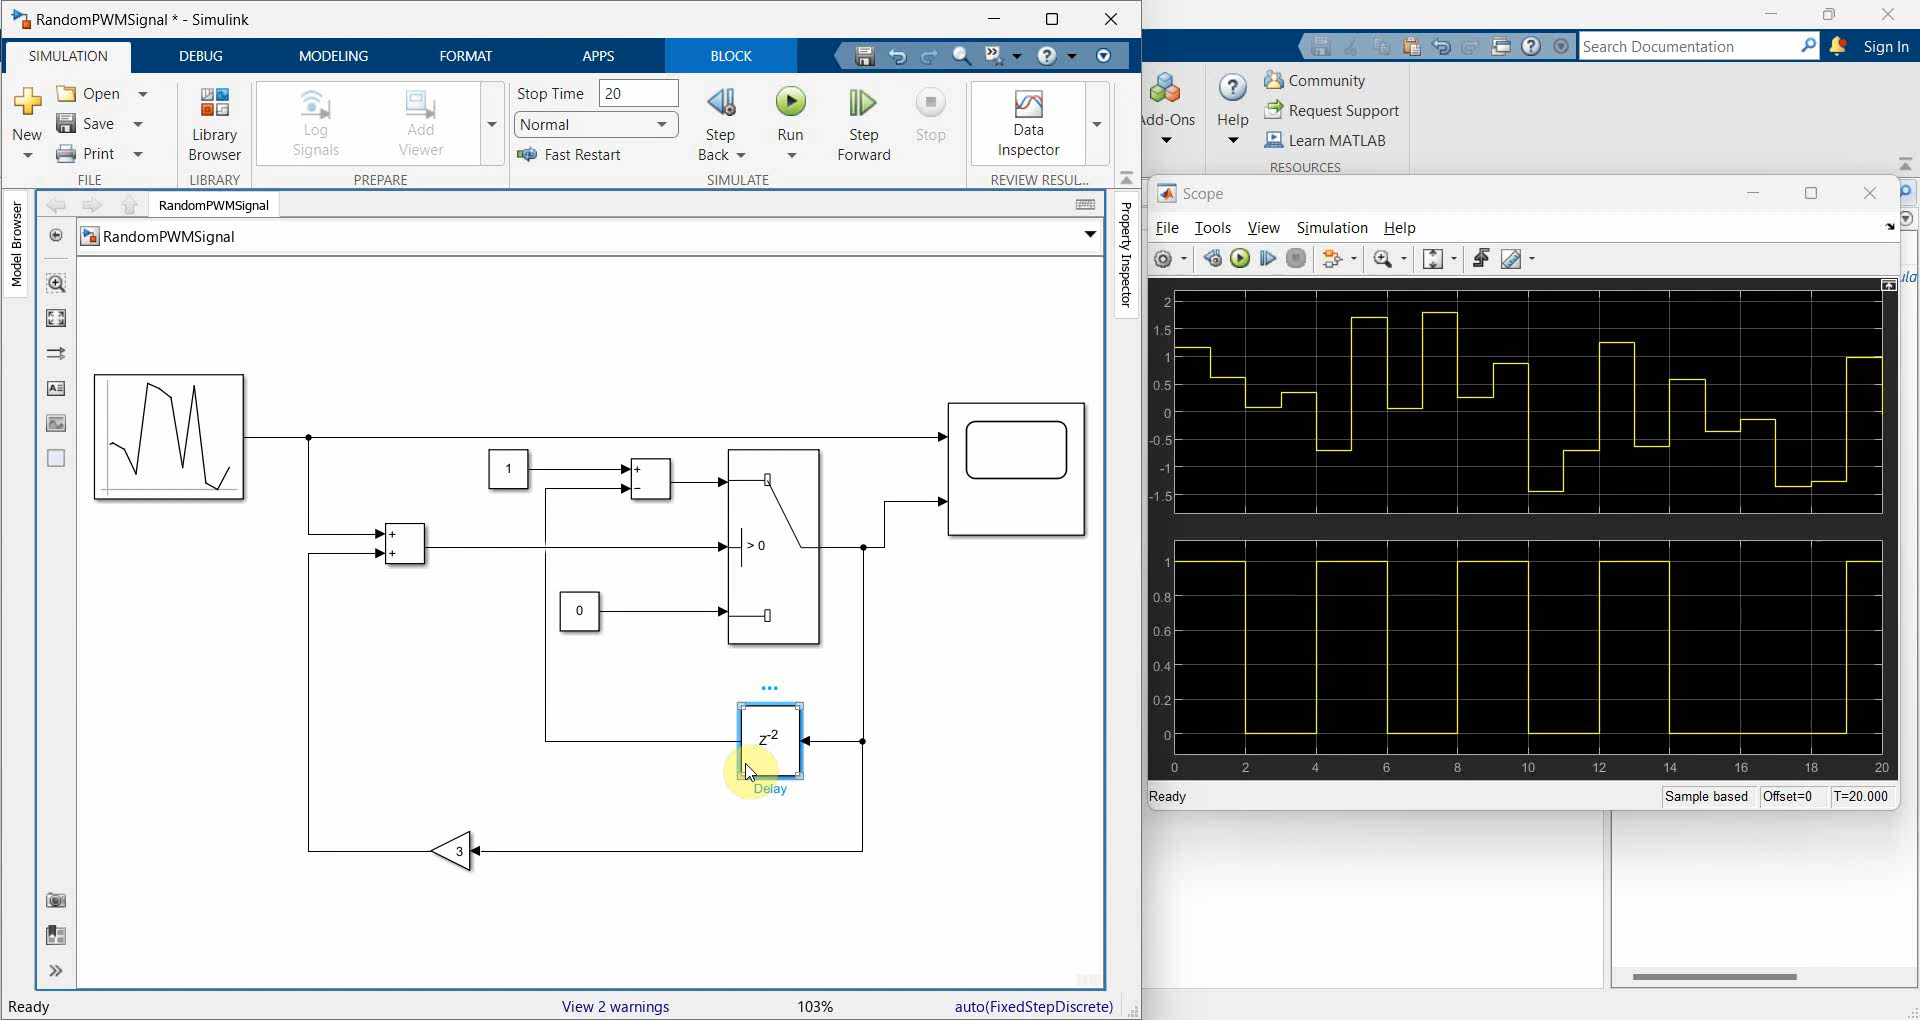 RandomPWMSignal * - Simulink
SIMULATION
DEBUG
MODELING
FORMAT
APPS
BLOCK
Search Documentation
Sign In
New
Open
Save
Print
FILE
Library
Browser
LIBRARY
Log
Signals
Add
Viewer
PREPARE
Stop Time
20
Normal
Fast Restart
Step
Back
Run
Step
Forward
Stop
SIMULATE
Data
Inspector
REVIEW RESUL...
Add-Ons
Help
Community
Request Support
Learn MATLAB
RESOURCES
Model Browser
RandomPWMSignal
RandomPWMSignal
Property Inspector
1
+
−
+
+
> 0
0
z-2
Delay
3
Scope
File
Tools
View
Simulation
Help
2
1.5
1
0.5
0
-0.5
-1
-1.5
1
0.8
0.6
0.4
0.2
0
0
2
4
6
8
10
12
14
16
18
20
Ready
Sample based
Offset=0
T=20.000
Ready
View 2 warnings
103%
auto(FixedStepDiscrete)